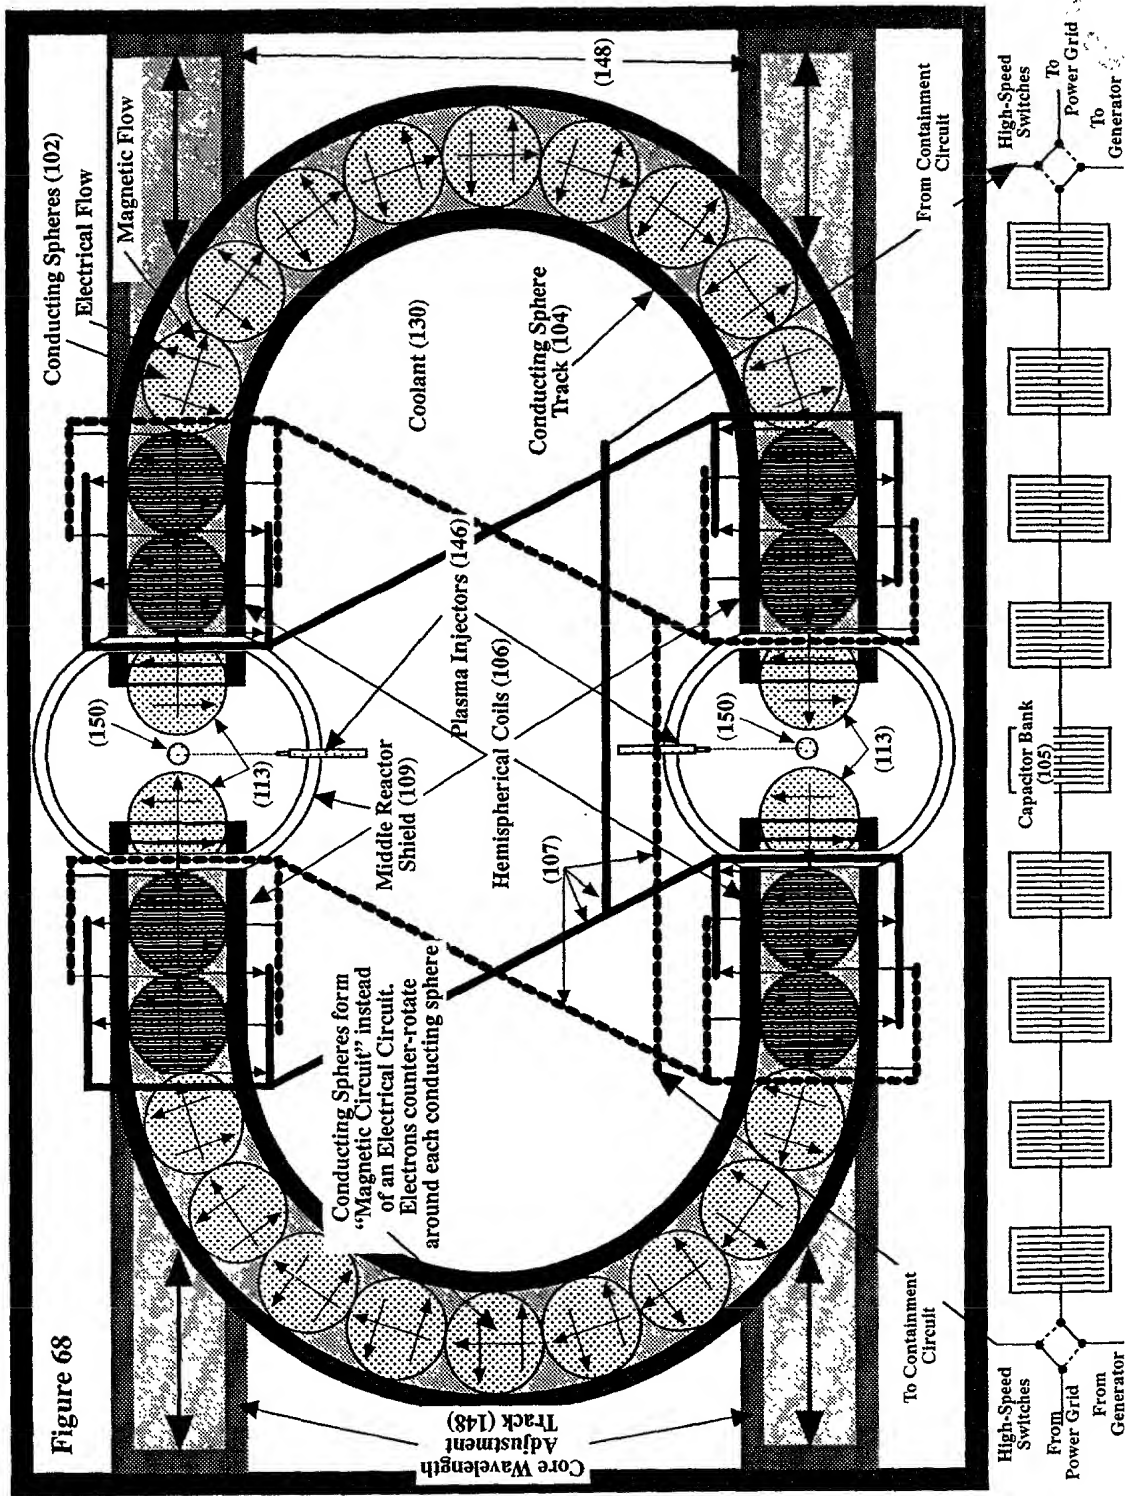 Figure 68
Conducting Spheres (102)
Electrical Flow
Magnetic Flow
(148)
Core Wavelength
Adjustment
Track (148)
(150)
(113)
Coolant (130)
Conducting Sphere
Track (104)
Plasma Injectors (146)
Middle Reactor
Shield (109)
Hemispherical Coils (106)
(107)
Conducting Spheres form
"Magnetic Circuit" instead
of an Electrical Circuit.
Electrons counter-rotate
around each conducting sphere
(150)
(113)
To Containment
Circuit
From Containment
Circuit
High-Speed
Switches
From
Power Grid
From
Generator
Capacitor Bank
(105)
High-Speed
Switches
To
Power Grid
To
Generator